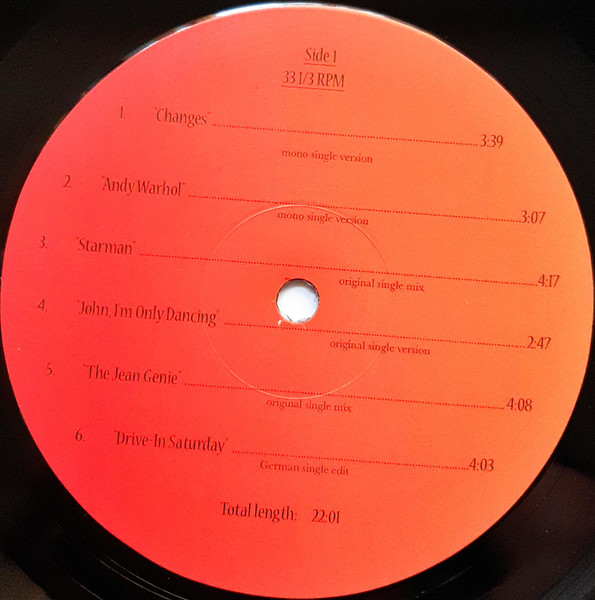 Side 1
33 1/3 RPM
1. "Changes" 3:39
mono single version
2. "Andy Warhol" 3:07
mono single version
3. "Starman" 4:17
original single mix
4. "John, I'm Only Dancing" 2:47
original single version
5. "The Jean Genie" 4:08
original single mix
6. "Drive-In Saturday" 4:03
German single edit
Total length: 22:01